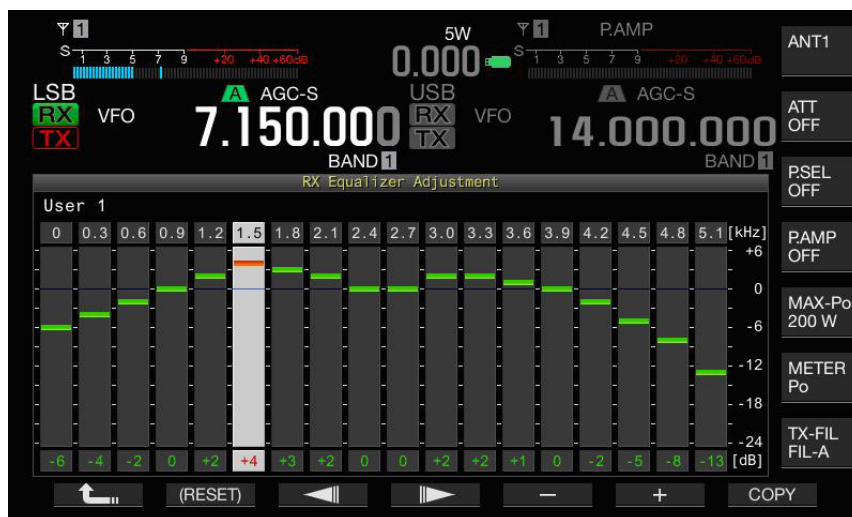 1 5W 1 P.AMP ANT1
S 1 3 5 7 9 +20 +40 +60dB 0.000 S 1 3 5 7 9 +20 +40 +60dB
LSB A AGC-S USB A AGC-S ATT
RX VFO 7.150.000 RX VFO 14.000.000 OFF
TX TX
BAND 1 BAND 1
RX Equalizer Adjustment P.SEL
OFF
User 1
0 0.3 0.6 0.9 1.2 1.5 1.8 2.1 2.4 2.7 3.0 3.3 3.6 3.9 4.2 4.5 4.8 5.1 [kHz] P.AMP
+6 OFF
0
MAX-Po
-6 200 W
-12 METER
Po
-18
-24 TX-FIL
-6 -4 -2 0 +2 +4 +3 +2 0 0 +2 +2 +1 0 -2 -5 -8 -13 [dB] FIL-A
(RESET) − + COPY